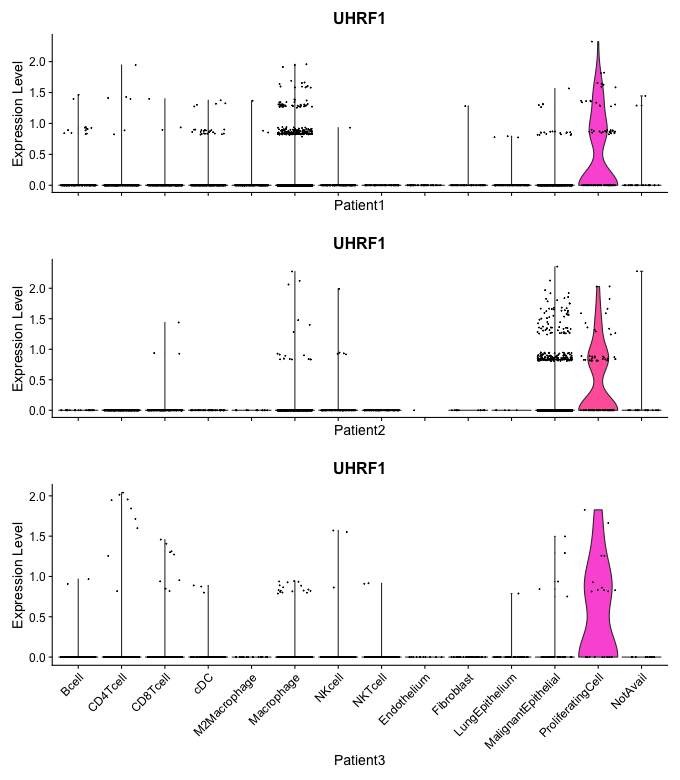 UHRF1
Expression Level
2.0
1.5
1.0
0.5
0.0
Patient1
UHRF1
Expression Level
2.0
1.5
1.0
0.5
0.0
Patient2
UHRF1
Expression Level
2.0
1.5
1.0
0.5
0.0
Bcell
CD4Tcell
CD8Tcell
cDC
M2Macrophage
Macrophage
NKcell
NKTcell
Endothelium
Fibroblast
LungEpithelium
MalignantEpithelial
ProliferatingCell
NotAvail
Patient3